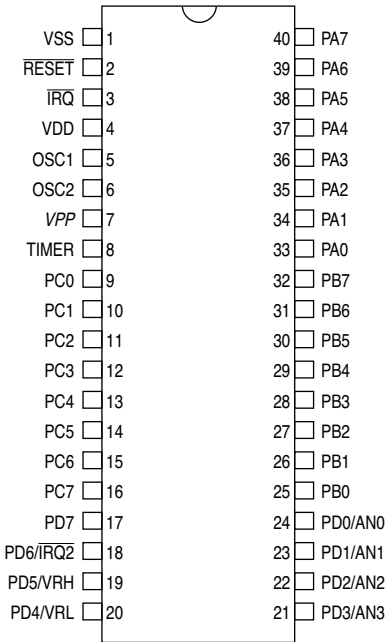 VSS 1 40 PA7
R̅E̅S̅E̅T̅ 2 39 PA6
I̅R̅Q̅ 3 38 PA5
VDD 4 37 PA4
OSC1 5 36 PA3
OSC2 6 35 PA2
VPP 7 34 PA1
TIMER 8 33 PA0
PC0 9 32 PB7
PC1 10 31 PB6
PC2 11 30 PB5
PC3 12 29 PB4
PC4 13 28 PB3
PC5 14 27 PB2
PC6 15 26 PB1
PC7 16 25 PB0
PD7 17 24 PD0/AN0
PD6/I̅R̅Q̅2̅ 18 23 PD1/AN1
PD5/VRH 19 22 PD2/AN2
PD4/VRL 20 21 PD3/AN3